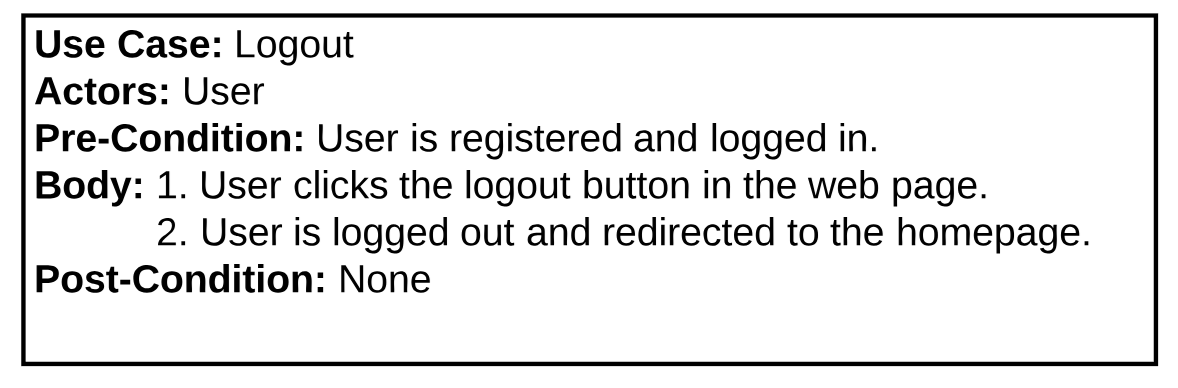 Use Case: Logout
Actors: User
Pre-Condition: User is registered and logged in.
Body: 1. User clicks the logout button in the web page.
2. User is logged out and redirected to the homepage.
Post-Condition: None